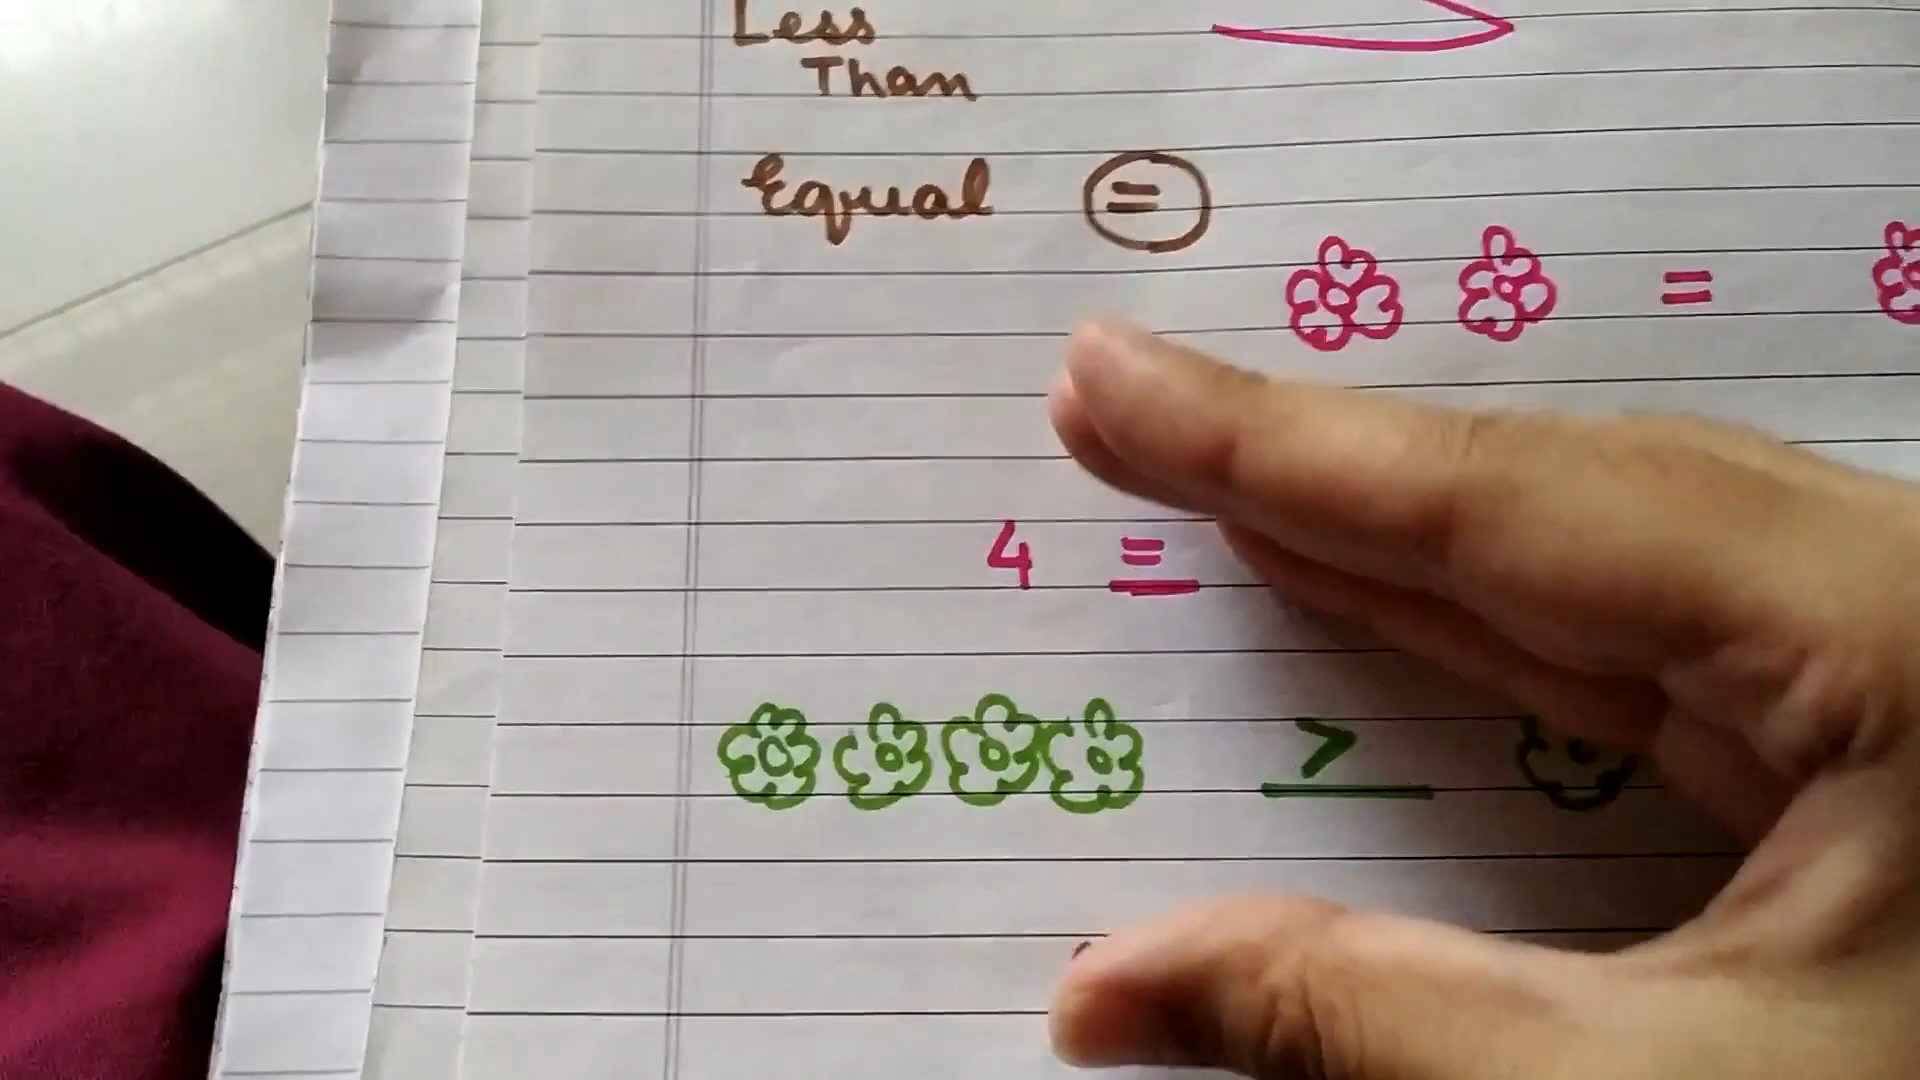 Less
Than
Equal =
=
4 =
>